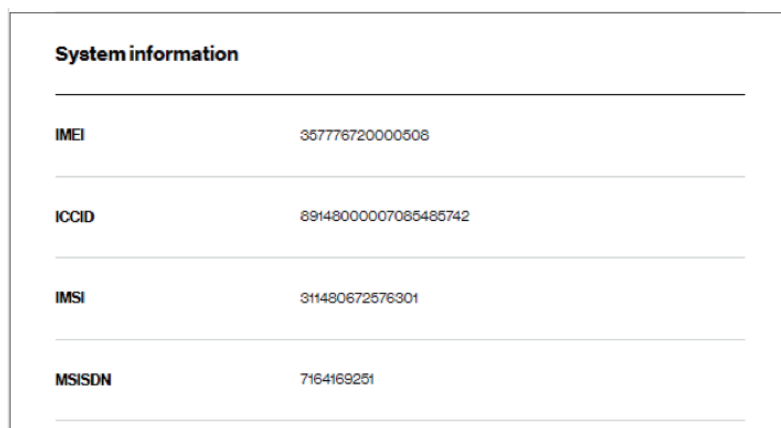 System information
IMEI 357776720000508
ICCID 89148000007085485742
IMSI 311480672576301
MSISDN 7164169251